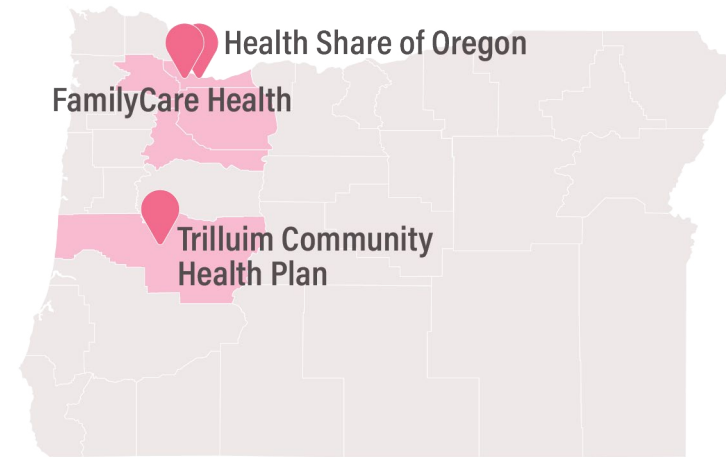 Health Share of Oregon
FamilyCare Health
Trilluim Community
Health Plan